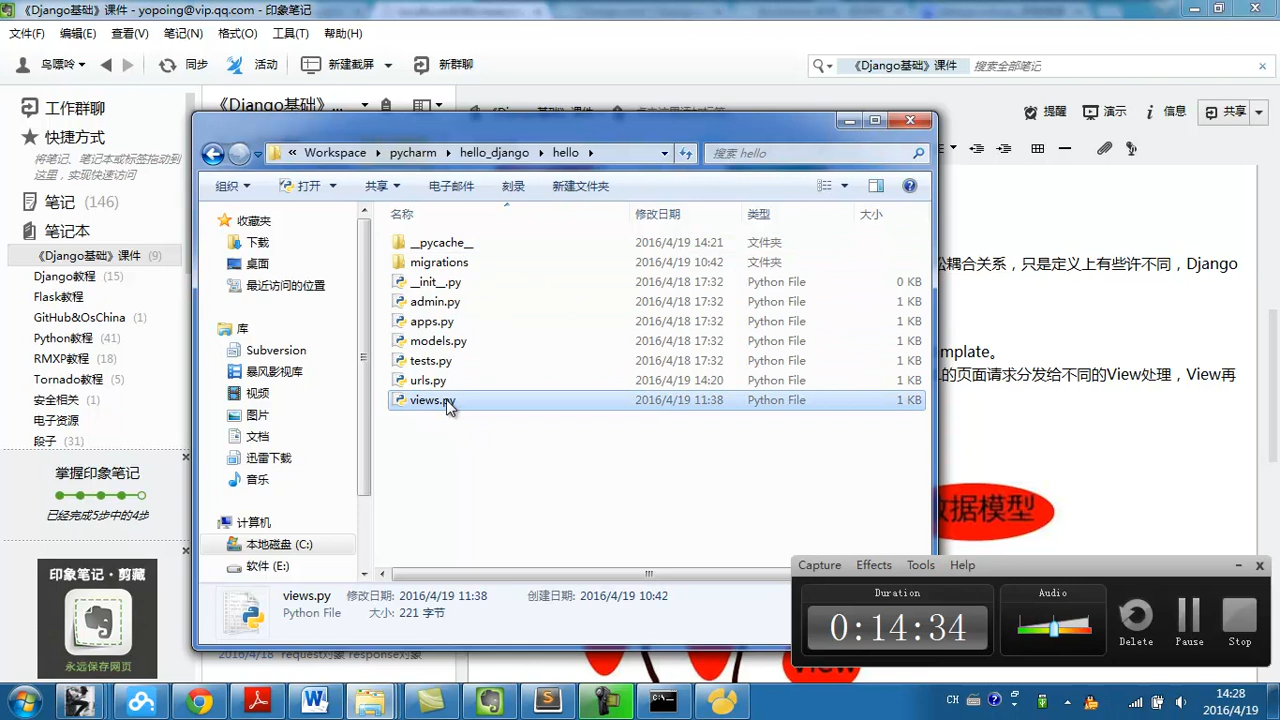 《Django基础》课件 - yopoing@vip.qq.com - 印象笔记
文件(F) 编辑(E) 查看(V) 笔记(N) 格式(O) 工具(T) 帮助(H)
鸟嘌呤 同步 活动 新建截屏 新群聊 《Django基础》课件 搜索全部笔记
工作群聊
快捷方式
将笔记、笔记本或标签拖动到
这里，实现快速访问
笔记 (146)
笔记本
《Django基础》课件 (9)
Django教程 (15)
Flask教程
GitHub&OsChina (1)
Python教程 (41)
RMXP教程 (18)
Tornado教程 (5)
安全相关 (1)
电子资源
段子 (31)
掌握印象笔记
已经完成5步中的4步
印象笔记·剪藏
永远保存网页
《Django基础》...
提醒 演示 信息 共享
Workspace pycharm hello_django hello 搜索 hello
组织 打开 共享 电子邮件 刻录 新建文件夹
收藏夹
下载
桌面
最近访问的位置
库
Subversion
暴风影视库
视频
图片
文档
迅雷下载
音乐
计算机
本地磁盘 (C:)
软件 (E:)
名称 修改日期 类型 大小
__pycache__ 2016/4/19 14:21 文件夹
migrations 2016/4/19 10:42 文件夹
__init__.py 2016/4/18 17:32 Python File 0 KB
admin.py 2016/4/18 17:32 Python File 1 KB
apps.py 2016/4/18 17:32 Python File 1 KB
models.py 2016/4/18 17:32 Python File 1 KB
tests.py 2016/4/18 17:32 Python File 1 KB
urls.py 2016/4/19 14:20 Python File 1 KB
views.py 2016/4/19 11:38 Python File 1 KB
views.py 修改日期: 2016/4/19 11:38 创建日期: 2016/4/19 10:42
Python File 大小: 221 字节
2016/4/18 request对象 response对象
耦合关系，只是定义上有些许不同，Django
mplate。
的页面请求分发给不同的View处理，View再
数据模型
View
Capture Effects Tools Help
Duration
0:14:34
Audio
Delete Pause Stop
CH
14:28
2016/4/19